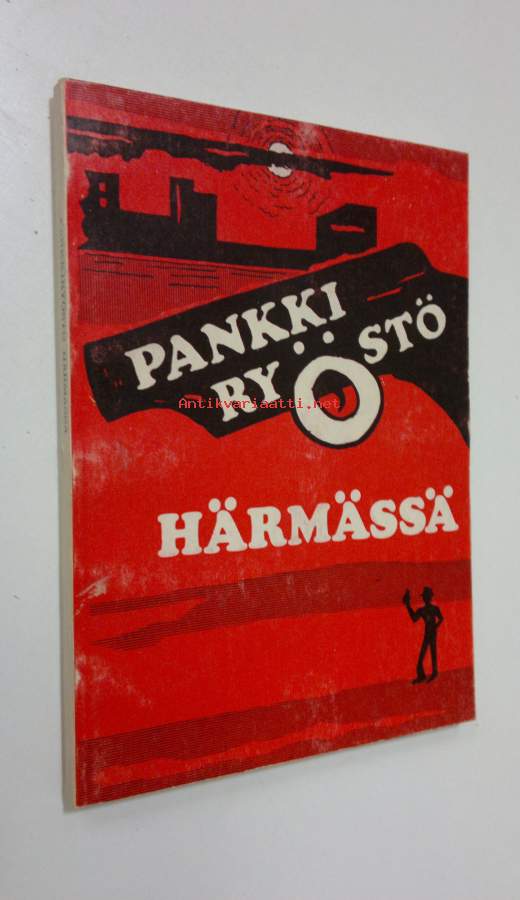 PANKKI
RYÖSTÖ
Antikvariaatti.net
HÄRMÄSSÄ